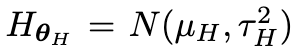 $H_{\boldsymbol{\theta}_H} = N(\mu_H, \tau_H^2)$